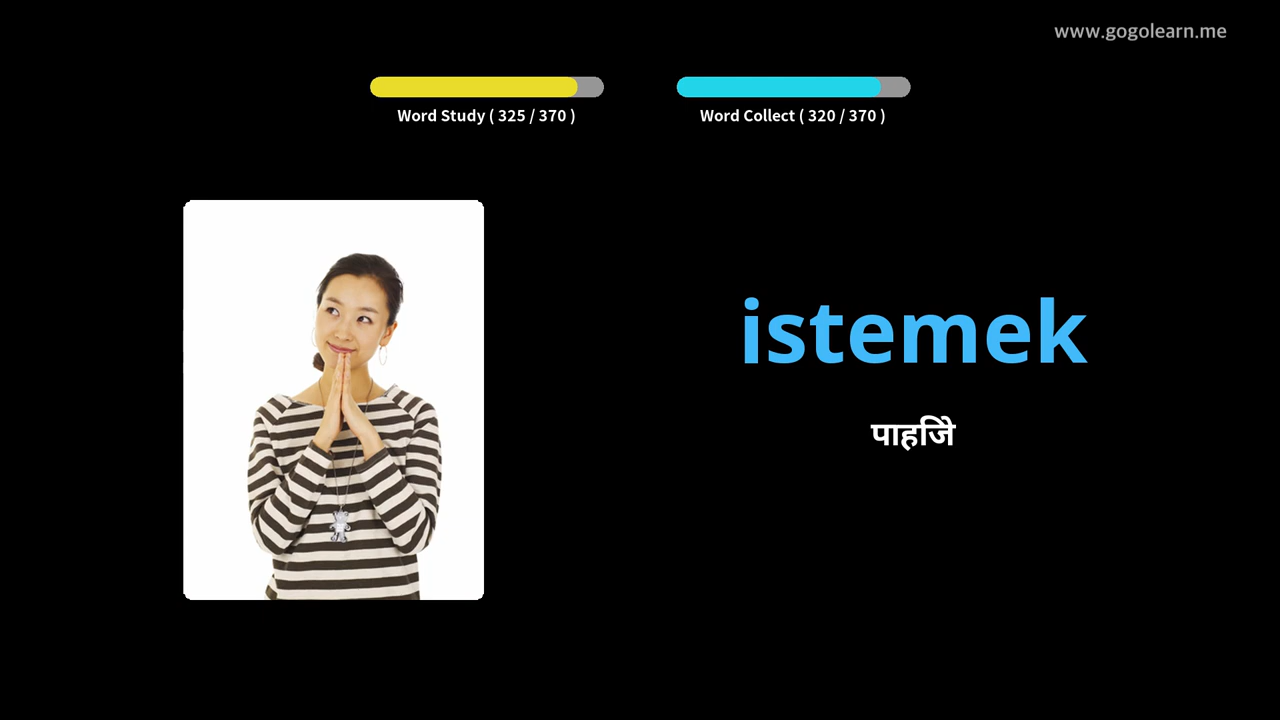 www.gogolearn.me
Word Study ( 325 / 370 )
Word Collect ( 320 / 370 )
istemek
पाहिजे